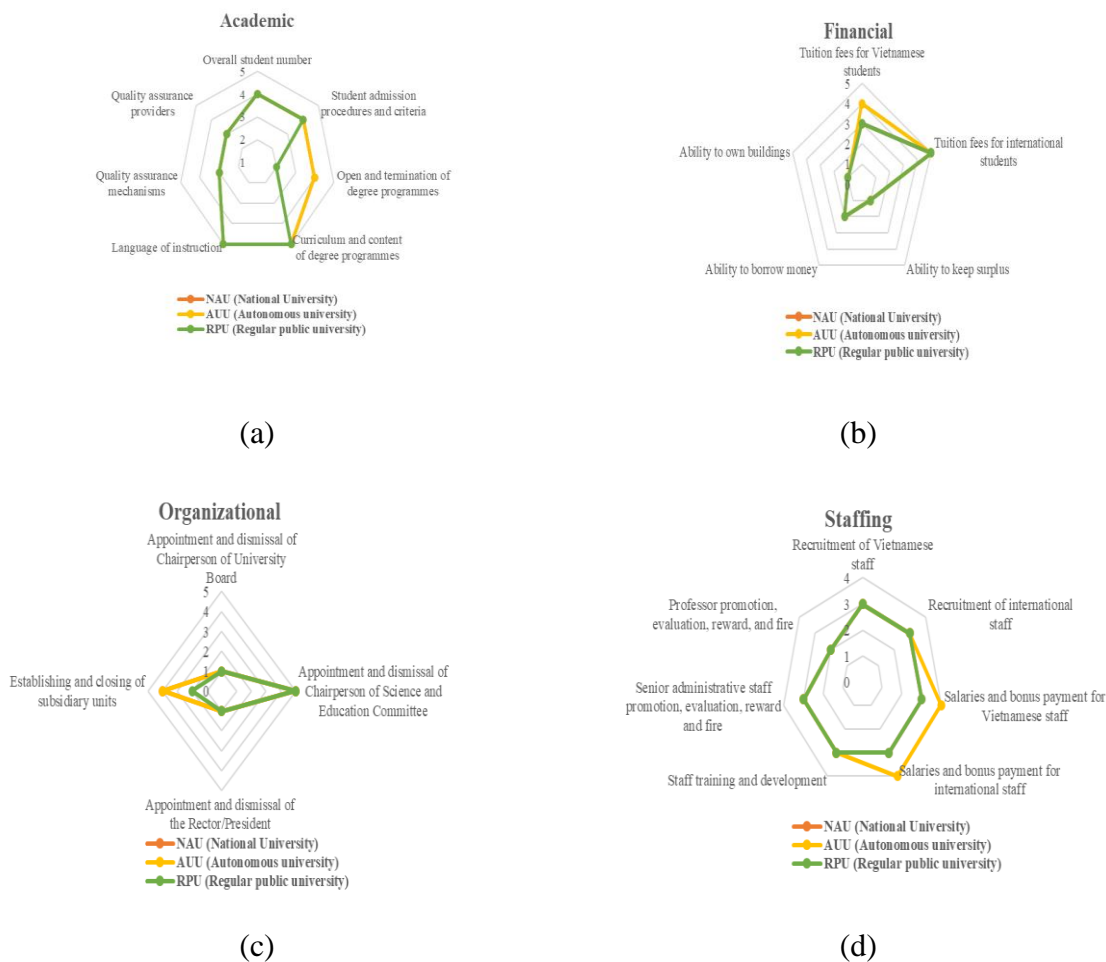 Academic
Overall student number
5
4
3
2
1
Student admission
procedures and criteria
Open and termination of
degree programmes
Curriculum and content
of degree programmes
Language of instruction
Quality assurance
mechanisms
Quality assurance
providers
NAU (National University)
AUU (Autonomous university)
RPU (Regular public university)
(a)
Financial
Tuition fees for Vietnamese
students
5
4
3
2
1
0
Tuition fees for international
students
Ability to keep surplus
Ability to borrow money
Ability to own buildings
NAU (National University)
AUU (Autonomous university)
RPU (Regular public university)
(b)
Organizational
Appointment and dismissal of
Chairperson of University
Board
5
4
3
2
1
0
Appointment and dismissal of
Chairperson of Science and
Education Committee
Appointment and dismissal of
the Rector/President
Establishing and closing of
subsidiary units
NAU (National University)
AUU (Autonomous university)
RPU (Regular public university)
(c)
Staffing
Recruitment of Vietnamese
staff
4
3
2
1
0
Recruitment of international
staff
Salaries and bonus payment for
Vietnamese staff
Salaries and bonus payment for
international staff
Staff training and development
Senior administrative staff
promotion, evaluation, reward
and fire
Professor promotion,
evaluation, reward, and fire
NAU (National University)
AUU (Autonomous university)
RPU (Regular public university)
(d)